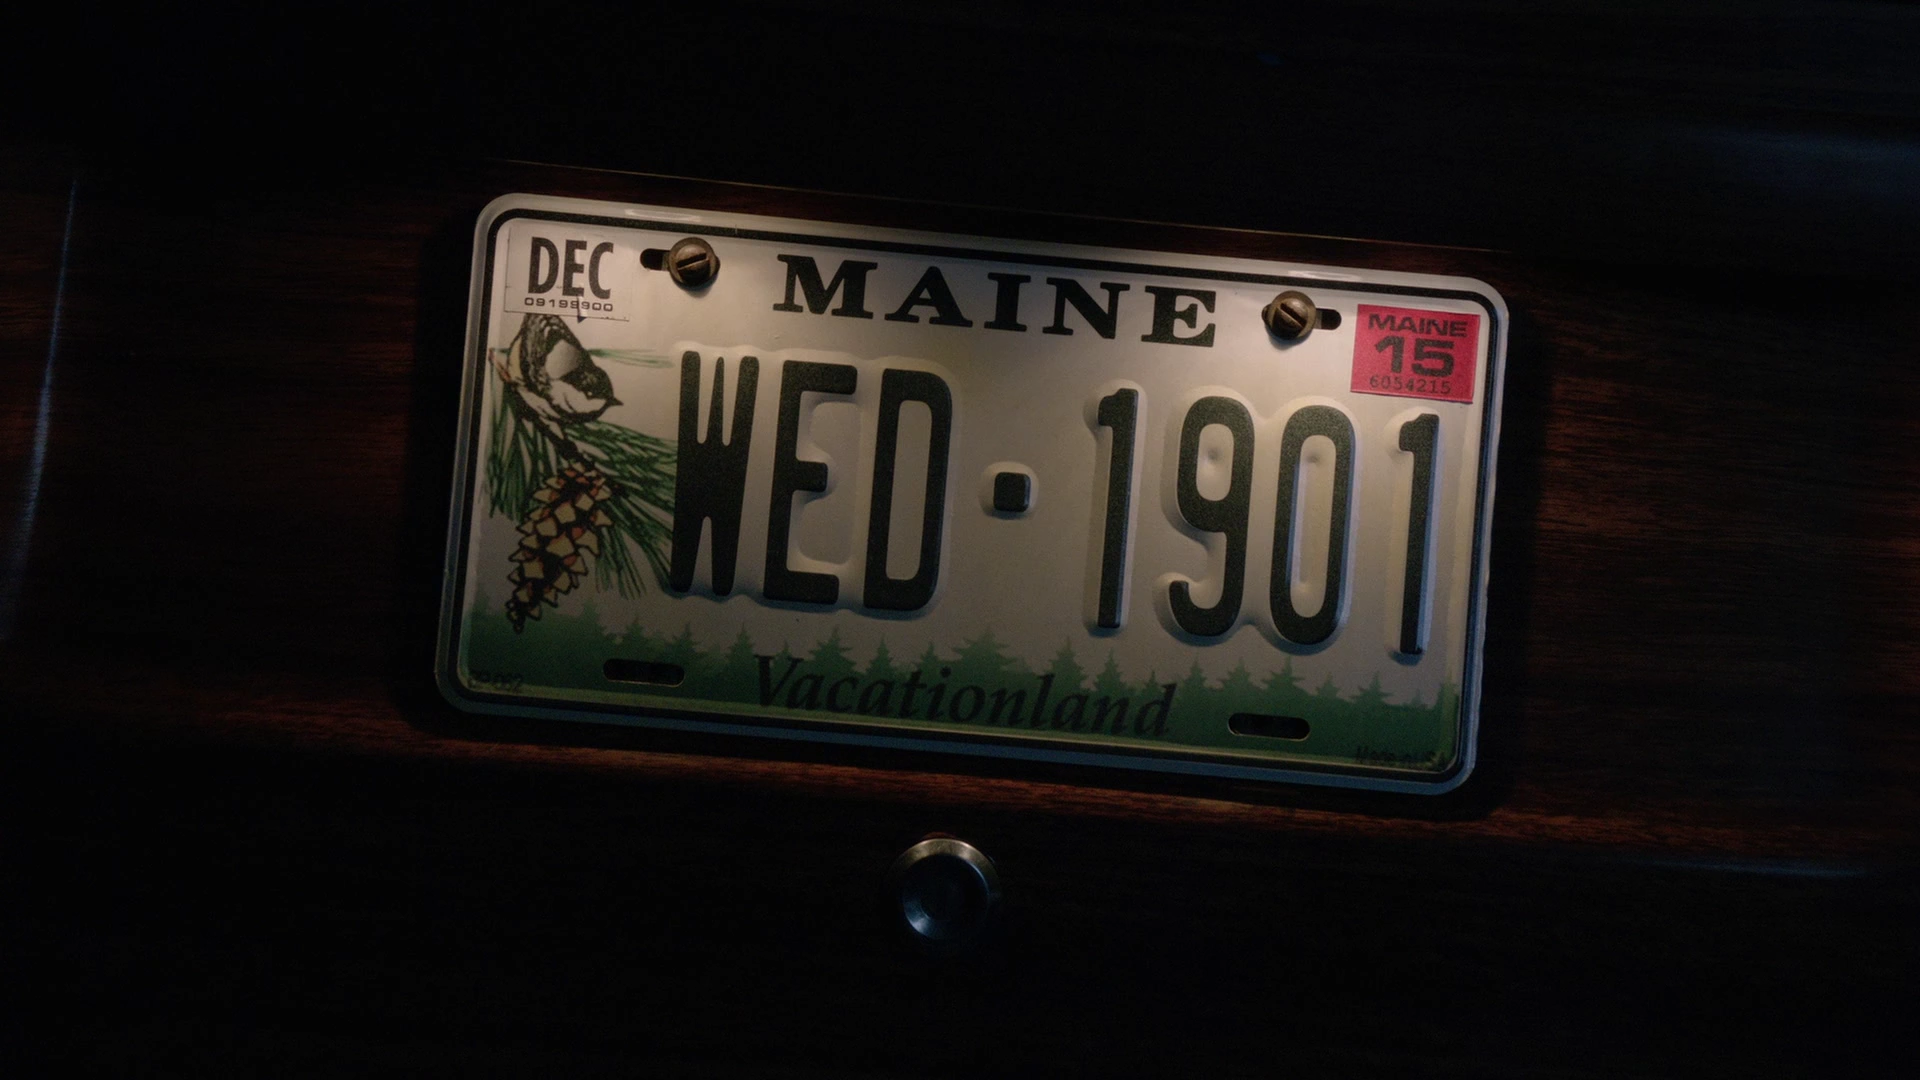 DEC
09199900
MAINE
MAINE
15
6054215
WED·1901
Vacationland